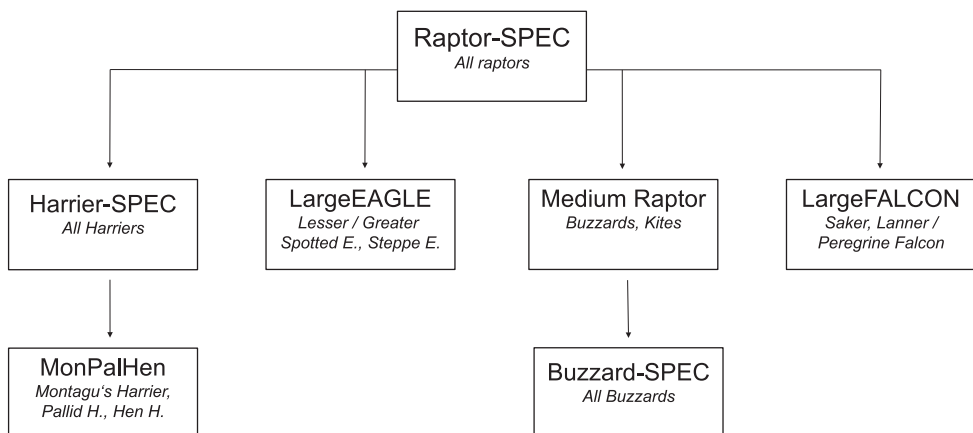 Raptor-SPEC
All raptors
Harrier-SPEC
All Harriers
LargeEAGLE
Lesser / Greater
Spotted E., Steppe E.
Medium Raptor
Buzzards, Kites
LargeFALCON
Saker, Lanner /
Peregrine Falcon
MonPalHen
Montagu‘s Harrier,
Pallid H., Hen H.
Buzzard-SPEC
All Buzzards